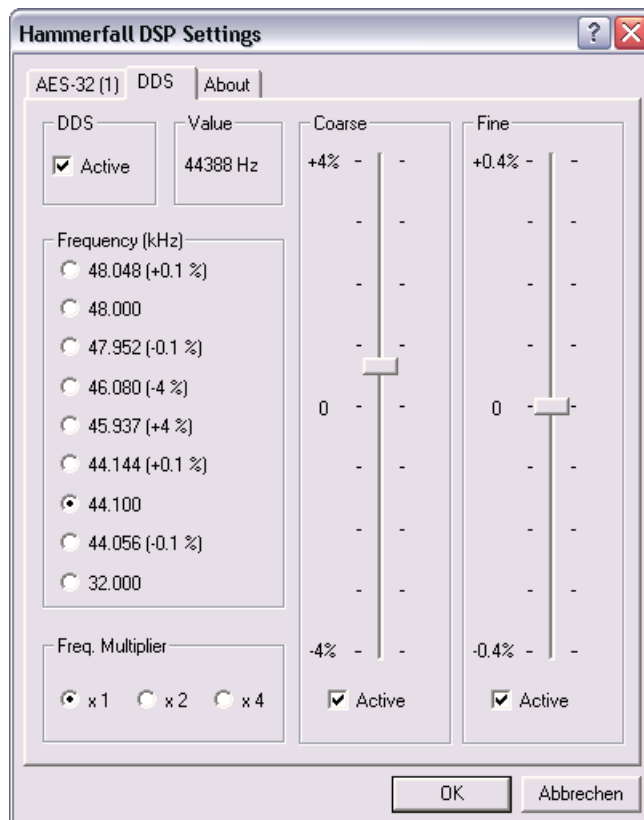 Hammerfall DSP Settings
AES-32 (1)
DDS
About
DDS
Active
Value
44388 Hz
Frequency (kHz)
48.048 (+0.1 %)
48.000
47.952 (-0.1 %)
46.080 (-4 %)
45.937 (+4 %)
44.144 (+0.1 %)
44.100
44.056 (-0.1 %)
32.000
Freq. Multiplier
x 1
x 2
x 4
Coarse
+4%
0
-4%
Active
Fine
+0.4%
0
-0.4%
Active
OK
Abbrechen